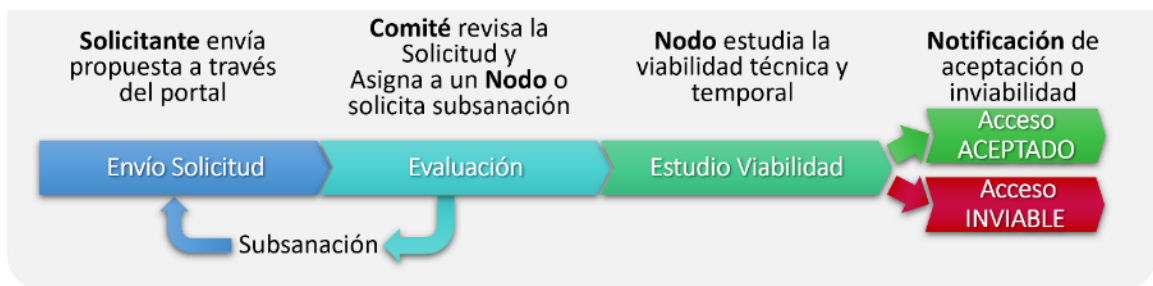 Solicitante envía
propuesta a través
del portal
Comité revisa la
Solicitud y
Asigna a un Nodo o
solicita subsanación
Nodo estudia la
viabilidad técnica y
temporal
Notificación de
aceptación o
inviabilidad
Envío Solicitud
Evaluación
Estudio Viabilidad
Acceso
ACEPTADO
Acceso
INVIABLE
Subsanación